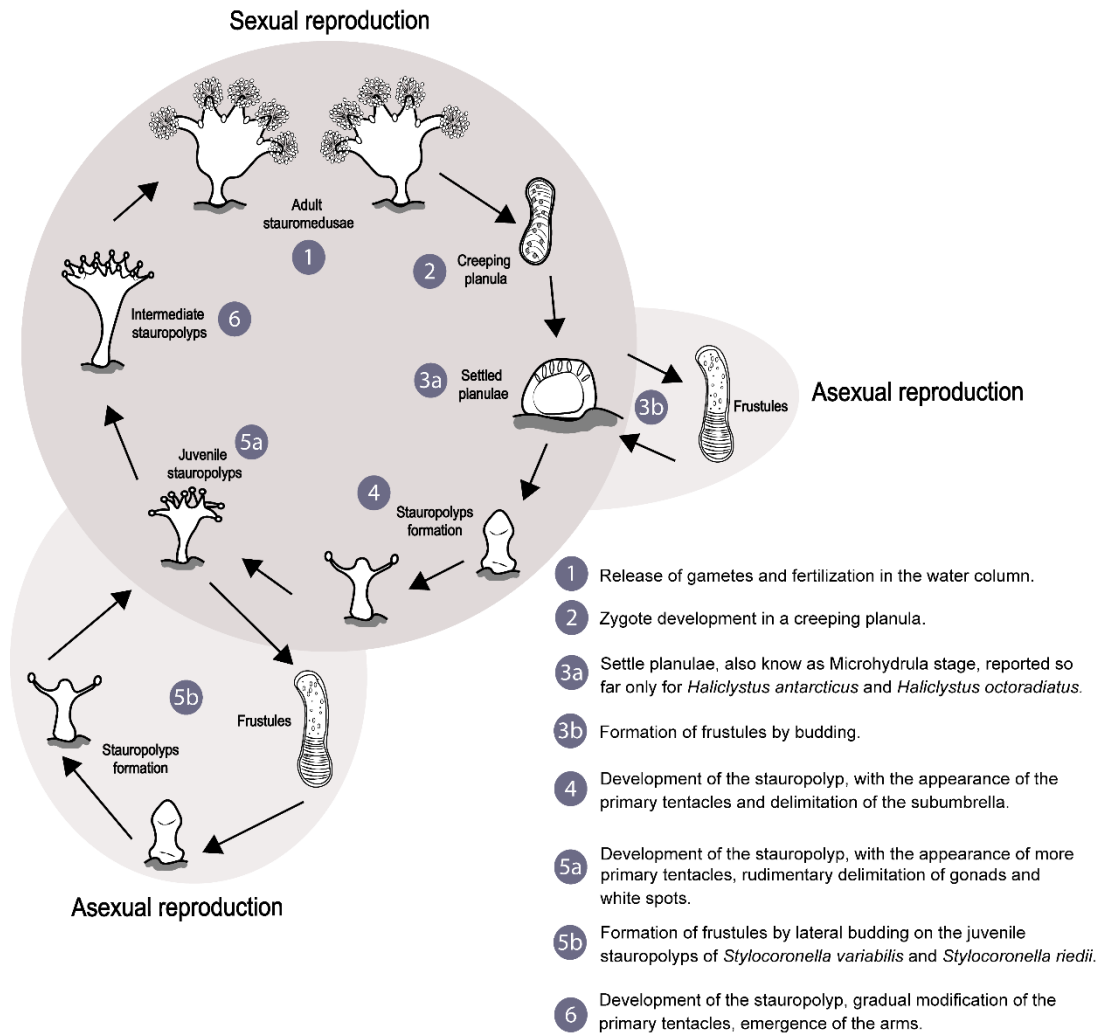 Sexual reproduction
Adult
stauromedusae
1
2
Creeping
planula
Intermediate
stauropolyps
6
3a
Settled
planulae
3b
Frustules
Asexual reproduction
5a
Juvenile
stauropolyps
4
Stauropolyps
formation
5b
Frustules
Stauropolyps
formation
Asexual reproduction
1 Release of gametes and fertilization in the water column.
2 Zygote development in a creeping planula.
3a Settle planulae, also know as Microhydrula stage, reported so
far only for Haliclystus antarcticus and Haliclystus octoradiatus.
3b Formation of frustules by budding.
4 Development of the stauropolyp, with the appearance of the
primary tentacles and delimitation of the subumbrella.
5a Development of the stauropolyp, with the appearance of more
primary tentacles, rudimentary delimitation of gonads and
white spots.
5b Formation of frustules by lateral budding on the juvenile
stauropolyps of Stylocoronella variabilis and Stylocoronella riedii.
6 Development of the stauropolyp, gradual modification of the
primary tentacles, emergence of the arms.